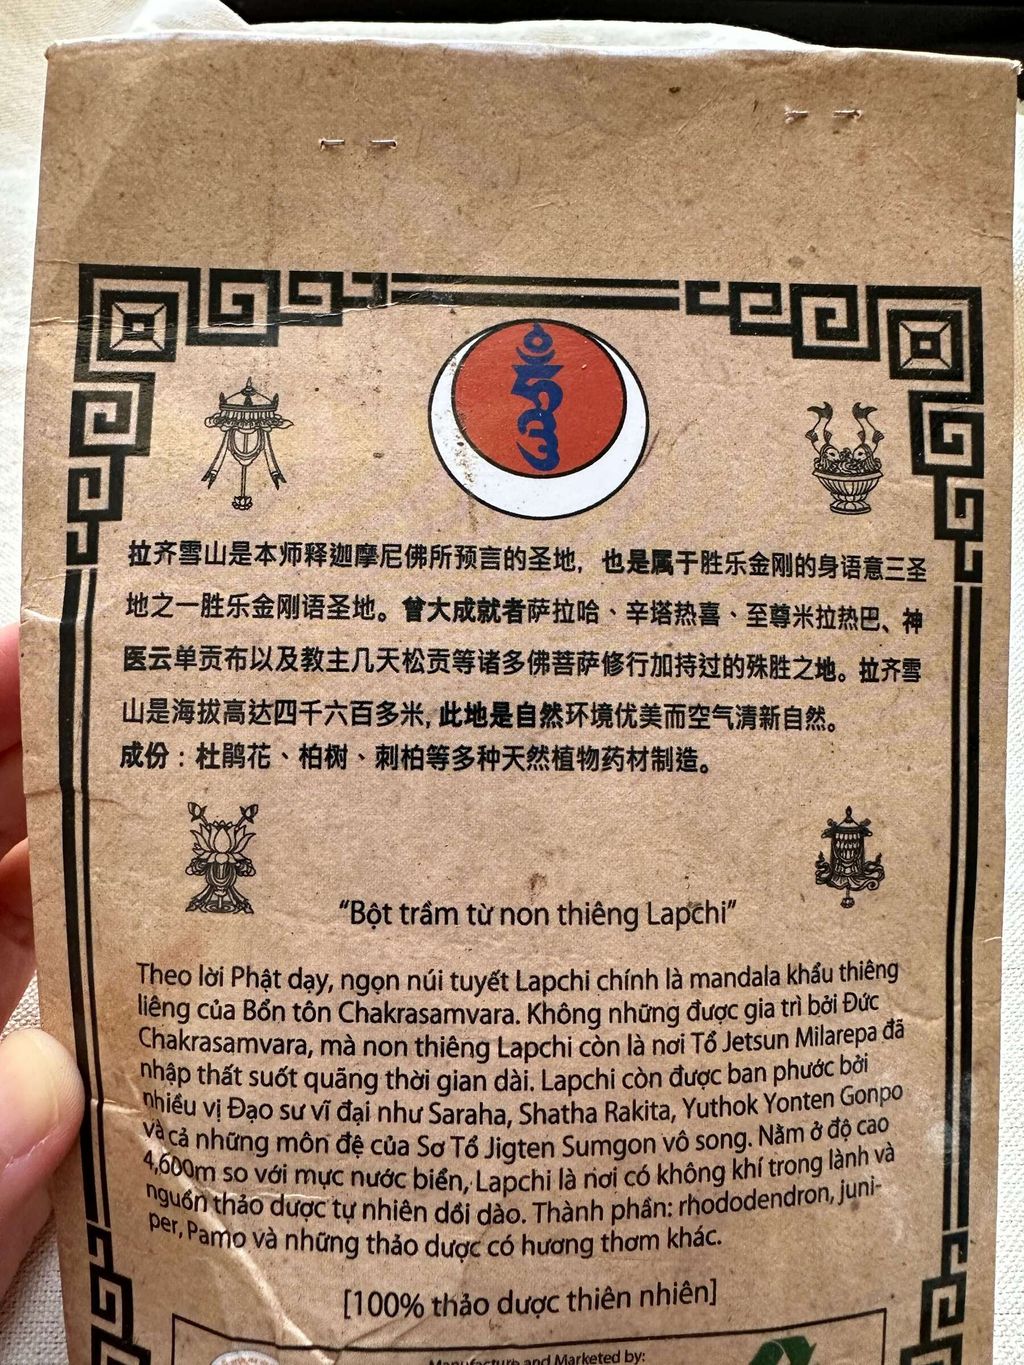 拉齐雪山是本师释迦摩尼佛所预言的圣地，也是属于胜乐金刚的身语意三圣
地之一胜乐金刚语圣地。曾大成就者萨拉哈、辛塔热喜、至尊米拉热巴、神
医云单贡布以及教主几天松贡等诸多佛菩萨修行加持过的殊胜之地。拉齐雪
山是海拔高达四千六百多米，此地是自然环境优美而空气清新自然。
成份：杜鹃花、柏树、刺柏等多种天然植物药材制造。
“Bột trầm từ non thiêng Lapchi”
Theo lời Phật dạy, ngọn núi tuyết Lapchi chính là mandala khẩu thiêng
liêng của Bổn tôn Chakrasamvara. Không những được gia trì bởi Đức
Chakrasamvara, mà non thiêng Lapchi còn là nơi Tổ Jetsun Milarepa đã
nhập thất suốt quãng thời gian dài. Lapchi còn được ban phước bởi
nhiều vị Đạo sư vĩ đại như Saraha, Shatha Rakita, Yuthok Yonten Gonpo
và cả những môn đệ của Sơ Tổ Jigten Sumgon vô song. Nằm ở độ cao
4,600m so với mực nước biển, Lapchi là nơi có không khí trong lành và
nguồn thảo dược tự nhiên dồi dào. Thành phần: rhododendron, juni-
per, Pamo và những thảo dược có hương thơm khác.
[100% thảo dược thiên nhiên]
Manufacture and Marketed by: